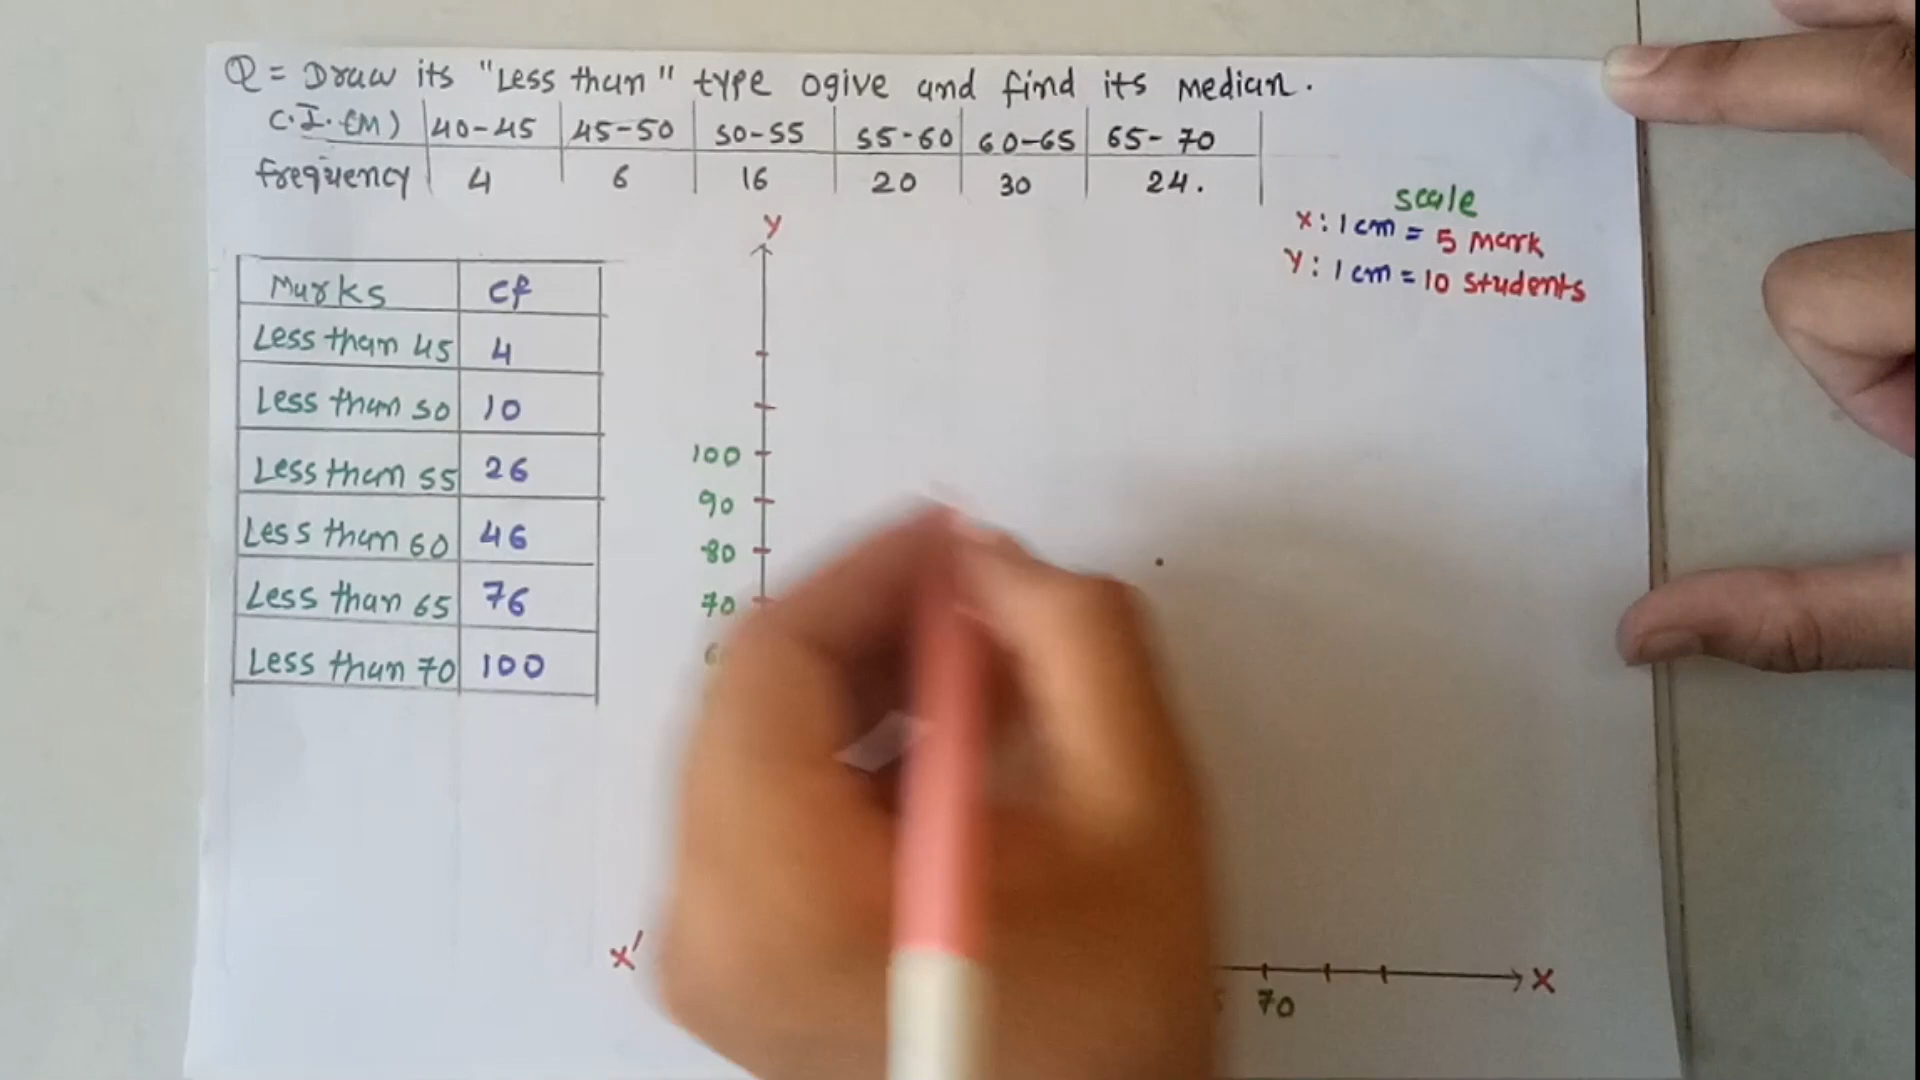 Q = Draw its "Less than" type ogive and find its median.
C.I. (M) 40-45 45-50 50-55 55-60 60-65 65-70
frequency 4 6 16 20 30 24.
scale
X: 1 cm = 5 mark
Y: 1 cm = 10 students
Y
Marks cf
Less than 45 4
Less than 50 10
Less than 55 26
Less than 60 46
Less than 65 76
Less than 70 100
100
90
80
70
X'
X
70